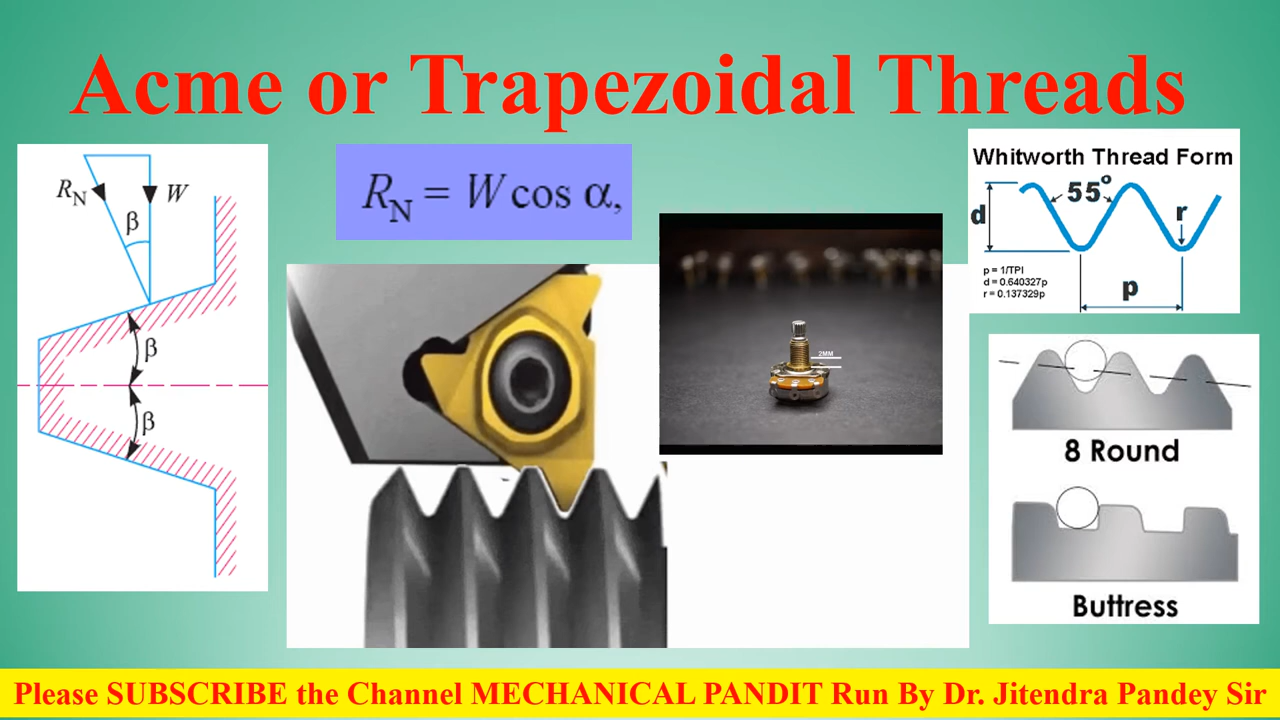 Acme or Trapezoidal Threads
R_N
W
β
β
β
R_N = W cos α,
2MM
Whitworth Thread Form
d
55°
r
p = 1/TPI
d = 0.640327p
r = 0.137329p
p
8 Round
Buttress
Please SUBSCRIBE the Channel MECHANICAL PANDIT Run By Dr. Jitendra Pandey Sir